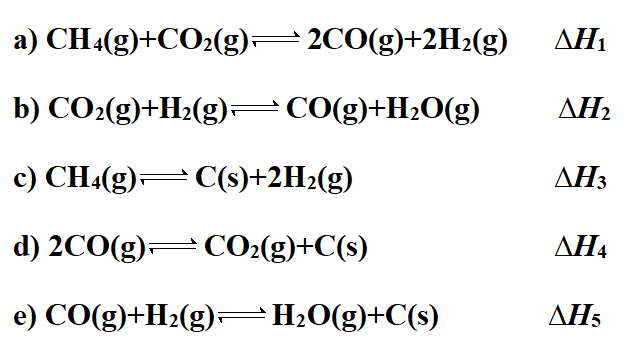 a) CH₄(g)+CO₂(g)⇌2CO(g)+2H₂(g) ΔH₁
b) CO₂(g)+H₂(g)⇌CO(g)+H₂O(g) ΔH₂
c) CH₄(g)⇌C(s)+2H₂(g) ΔH₃
d) 2CO(g)⇌CO₂(g)+C(s) ΔH₄
e) CO(g)+H₂(g)⇌H₂O(g)+C(s) ΔH₅